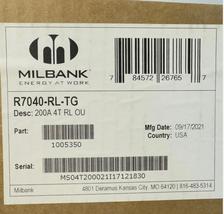 MILBANK
ENERGY AT WORK
7 84572 26765 7
R7040-RL-TG
Desc: 200A 4T RL OU
Part:
1005350
Mfg Date: 09/17/2021
Country: USA
Serial:
MS04T200021I17121830
Milbank 4801 Deramus Kansas City, MO 64120 | 816-483-5314